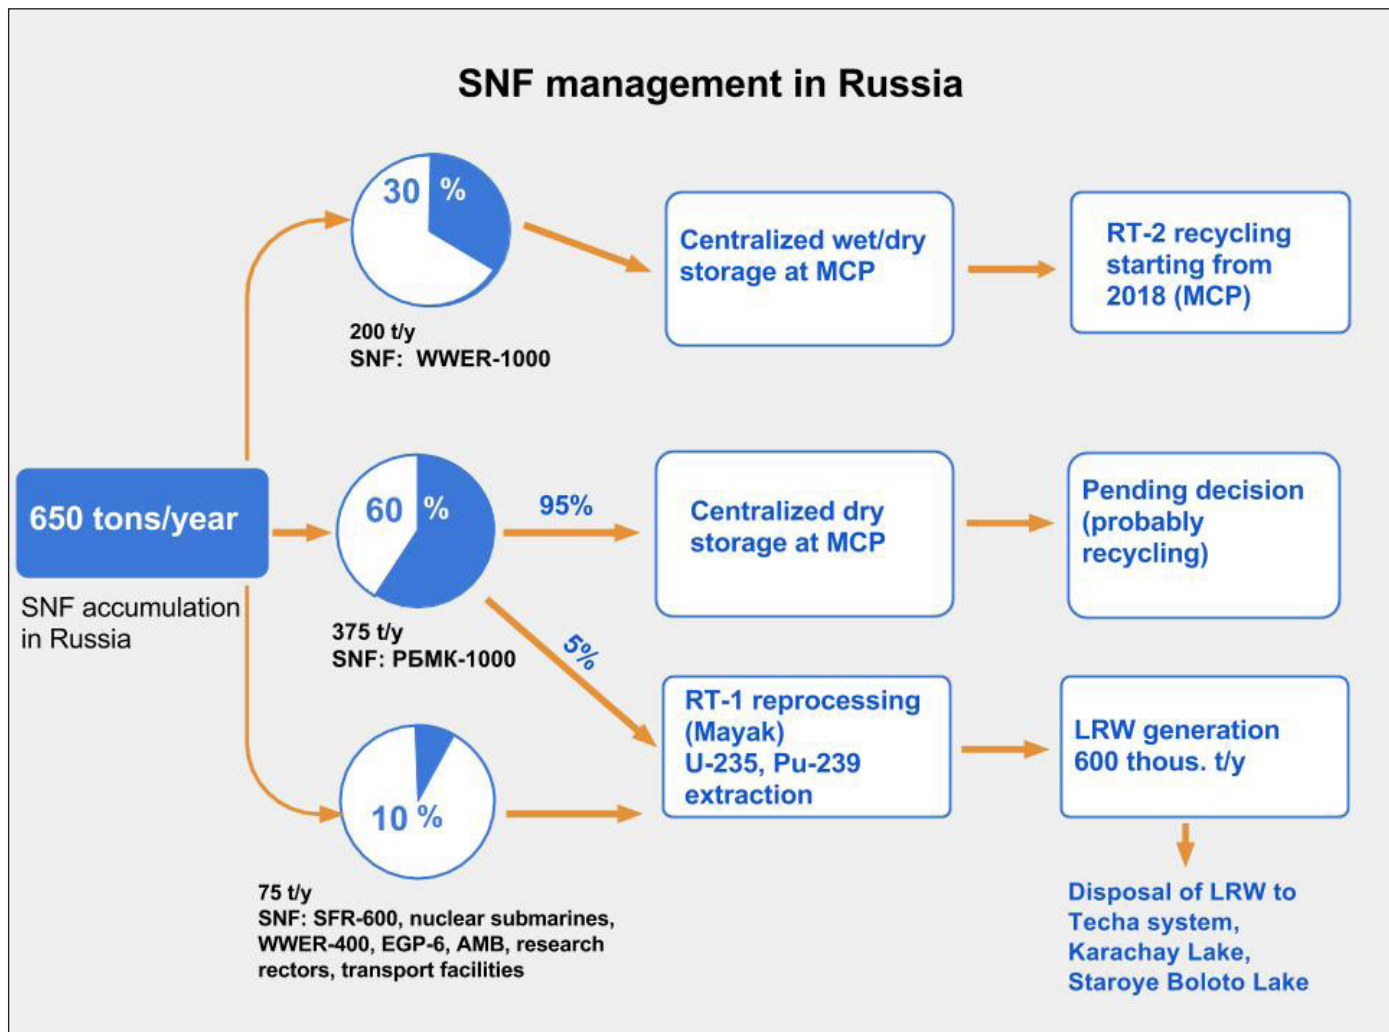 SNF management in Russia
30 %
200 t/y
SNF: WWER-1000
Centralized wet/dry
storage at MCP
RT-2 recycling
starting from
2018 (MCP)
650 tons/year
SNF accumulation
in Russia
60 %
375 t/y
SNF: РБМК-1000
95%
Centralized dry
storage at MCP
Pending decision
(probably
recycling)
5%
RT-1 reprocessing
(Mayak)
U-235, Pu-239
extraction
LRW generation
600 thous. t/y
10 %
75 t/y
SNF: SFR-600, nuclear submarines,
WWER-400, EGP-6, AMB, research
rectors, transport facilities
Disposal of LRW to
Techa system,
Karachay Lake,
Staroye Boloto Lake